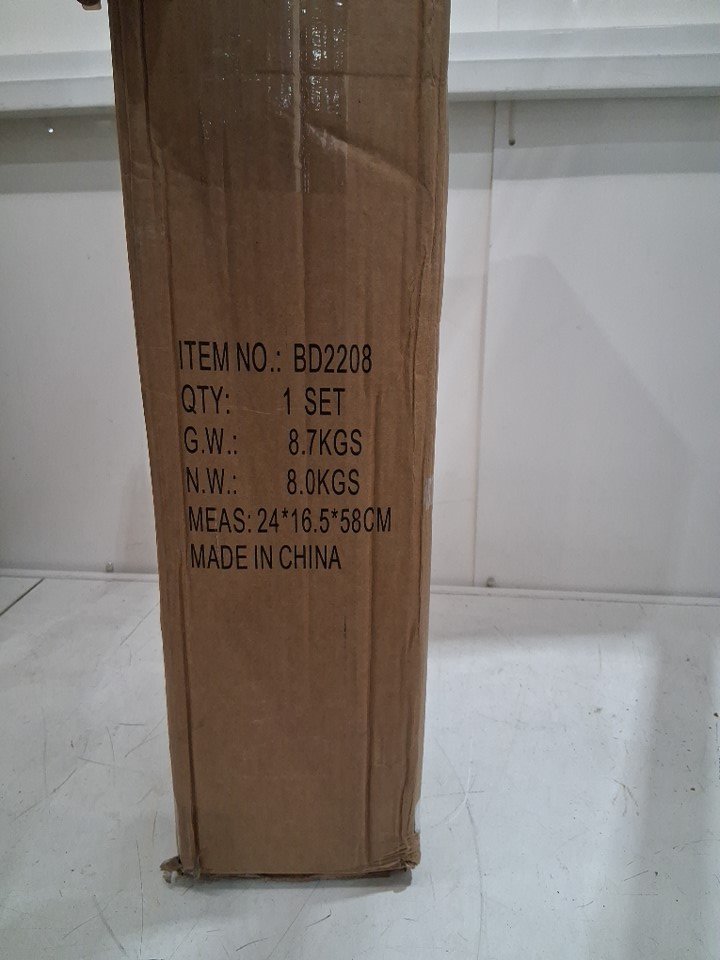 ITEM NO.: BD2208
QTY: 1 SET
G.W.: 8.7KGS
N.W.: 8.0KGS
MEAS: 24*16.5*58CM
MADE IN CHINA